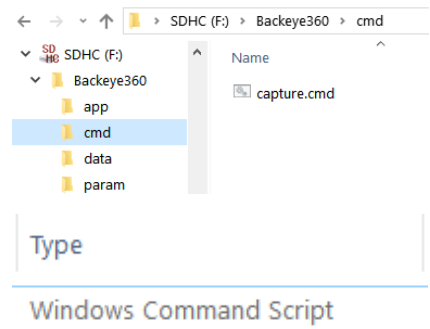 SDHC (F:) > Backeye360 > cmd
SD
HC SDHC (F:)
Backeye360
app
cmd
data
param
Name
capture.cmd
Type
Windows Command Script